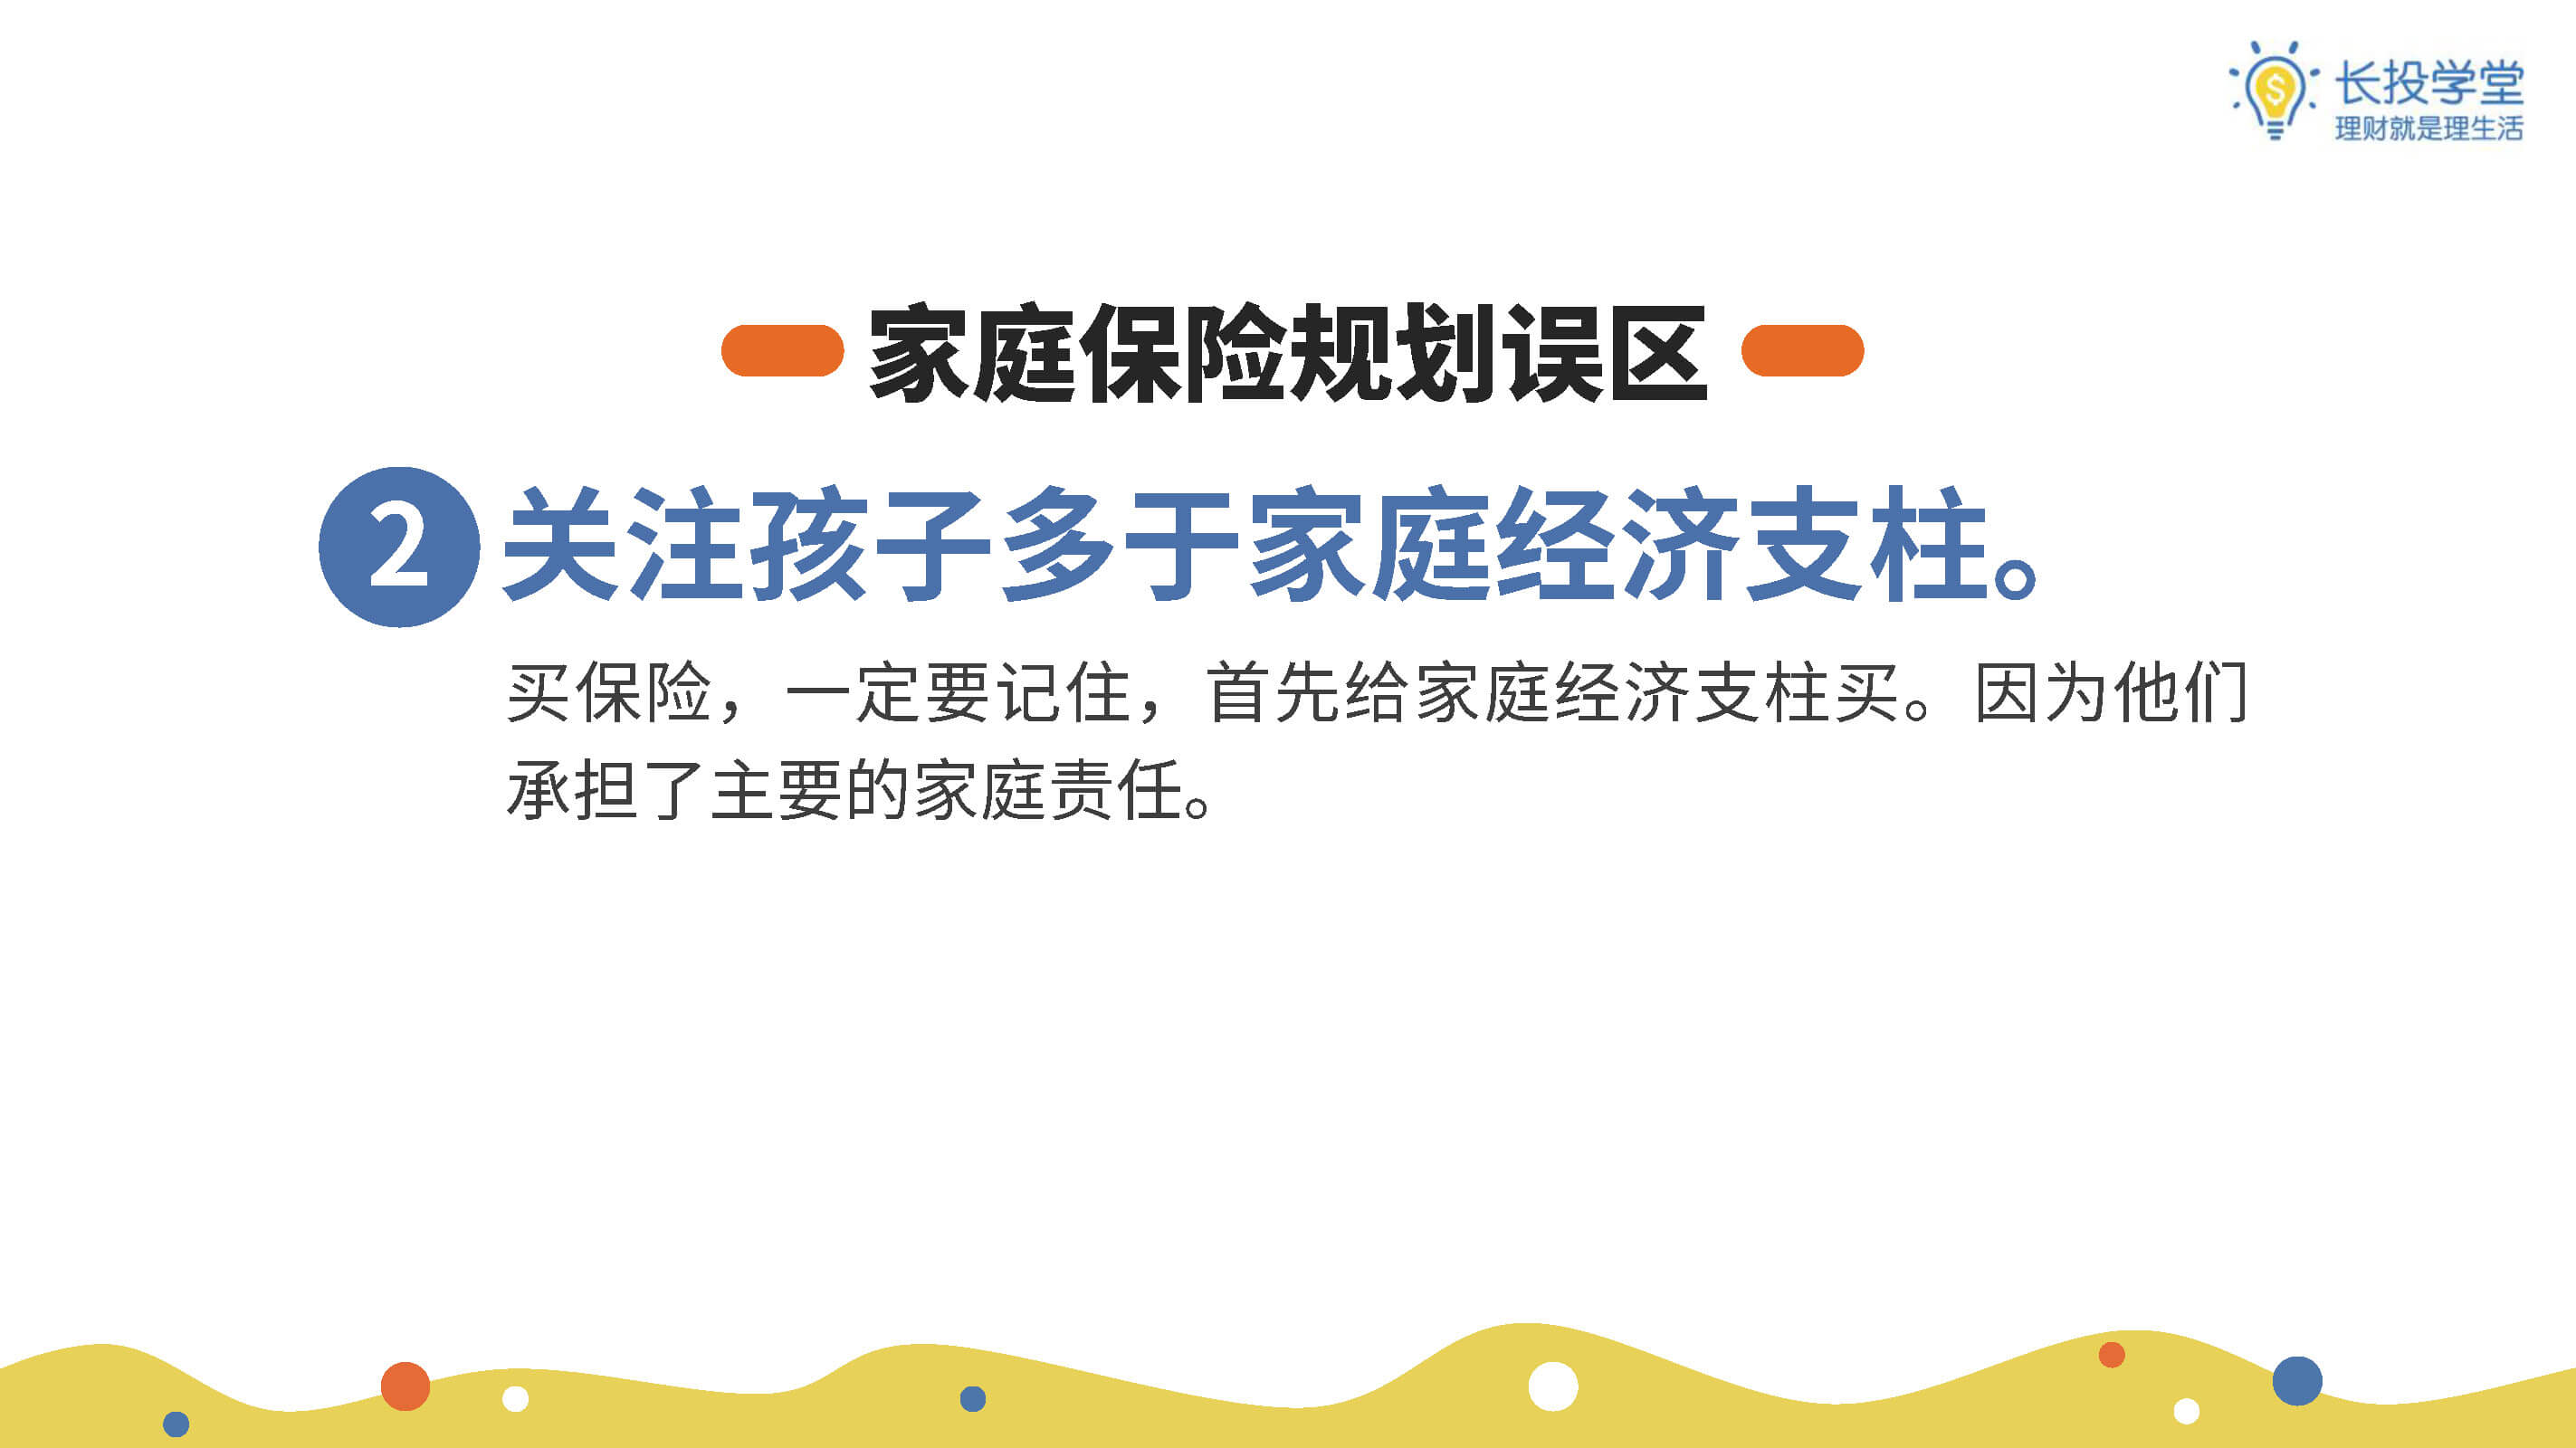 长投学堂
理财就是理生活
家庭保险规划误区
2 关注孩子多于家庭经济支柱。
买保险，一定要记住，首先给家庭经济支柱买。因为他们
承担了主要的家庭责任。